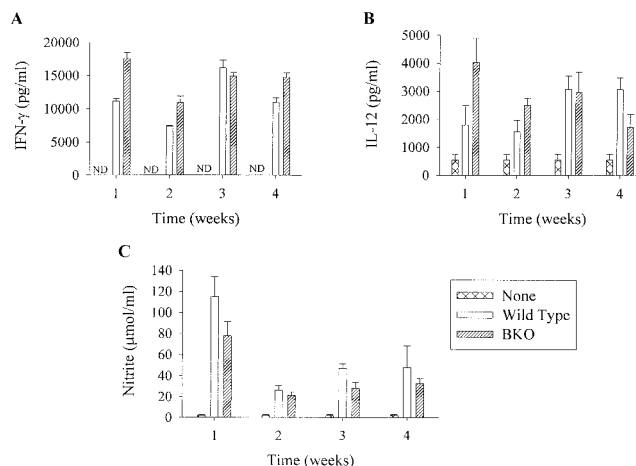 A
IFN-γ (pg/ml)
20000
15000
10000
5000
0
ND ND ND ND
1 2 3 4
Time (weeks)
B
IL-12 (pg/ml)
5000
4000
3000
2000
1000
0
1 2 3 4
Time (weeks)
C
Nitrite (μmol/ml)
140
120
100
80
60
40
20
0
1 2 3 4
Time (weeks)
None
Wild Type
BKO